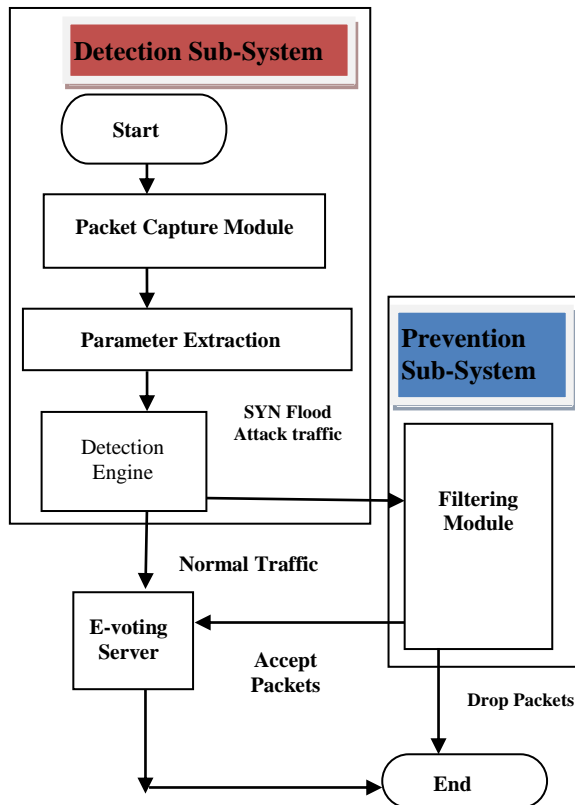 Detection Sub-System
Start
Packet Capture Module
Parameter Extraction
Prevention
Sub-System
SYN Flood
Attack traffic
Detection
Engine
Filtering
Module
Normal Traffic
E-voting
Server
Accept
Packets
Drop Packets
End